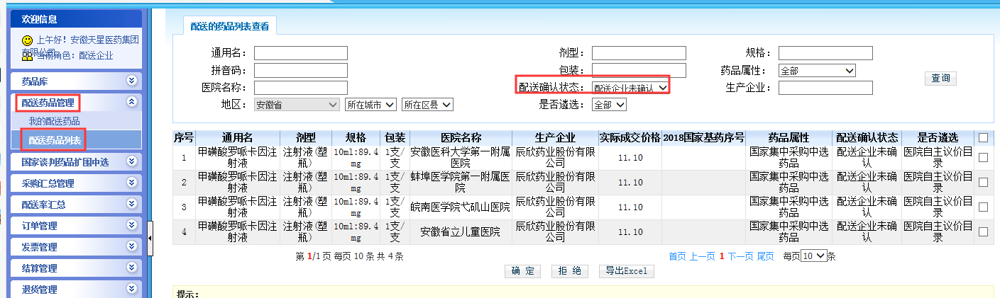 欢迎信息
上午好！安徽天星医药集团
有限公司
当前角色：配送企业
药品库
配送药品管理
我的配送药品
配送药品列表
国家谈判药品扩围中选
采购汇总管理
配送率汇总
订单管理
发票管理
结算管理
退货管理
配送的药品列表查看
通用名： 剂型： 规格：
拼音码： 包装： 药品属性： 全部
查询
医院名称： 配送确认状态： 配送企业未确认 生产企业：
地区： 安徽省 所在城市 所在区县 是否遴选： 全部
序号 通用名 剂型 规格 包装 医院名称 生产企业 实际成交价格 2018国家基药序号 药品属性 配送确认状态 是否遴选
1 甲磺酸罗哌卡因注射液 注射液(塑瓶) 10ml:89.4mg 1支/支 安徽医科大学第一附属医院 辰欣药业股份有限公司 11.10 国家集中采购中选药品 配送企业未确认 医院自主议价目录
2 甲磺酸罗哌卡因注射液 注射液(塑瓶) 10ml:89.4mg 1支/支 蚌埠医学院第一附属医院 辰欣药业股份有限公司 11.10 国家集中采购中选药品 配送企业未确认 医院自主议价目录
3 甲磺酸罗哌卡因注射液 注射液(塑瓶) 10ml:89.4mg 1支/支 皖南医学院弋矶山医院 辰欣药业股份有限公司 11.10 国家集中采购中选药品 配送企业未确认 医院自主议价目录
4 甲磺酸罗哌卡因注射液 注射液(塑瓶) 10ml:89.4mg 1支/支 安徽省立儿童医院 辰欣药业股份有限公司 11.10 国家集中采购中选药品 配送企业未确认 医院自主议价目录
第 1/1 页 每页 10 条 共 4 条 首页 上一页 1 下一页 尾页 每页 10 条
确 定 拒 绝 导出Excel
提示：